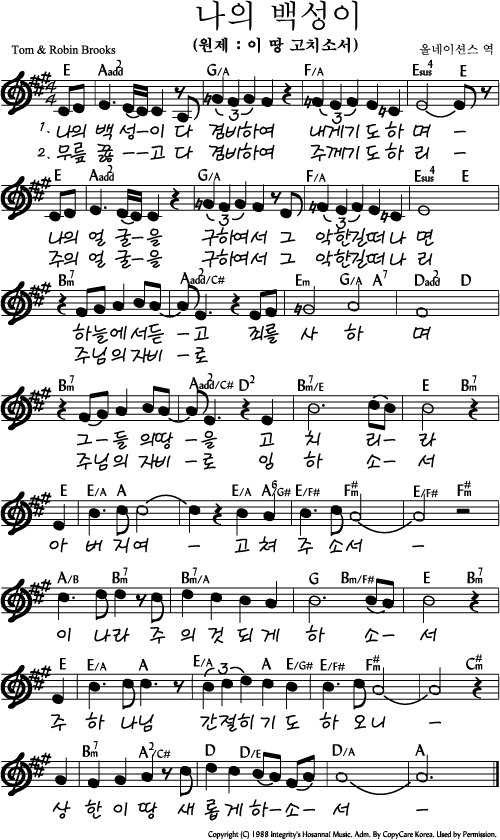 나의 백성이
(원제 : 이 땅 고치소서)
Tom & Robin Brooks
올네이션스 역
E Aadd2 G/A F/A Esus4 E
4/4
3 3
1. 나의 백 성-이 다 겸비하여 내게기 도하 며 -
2. 무릎 꿇 --고 다 겸비하여 주께기 도하 리 -
E Aadd2 G/A F/A Esus4 E
3 3
나의 얼 굴-을 구하여서 그 악한길떠나 면
주의 얼 굴-을 구하여서 그 악한길떠나 리
Bm7 Aadd2/C# Em G/A A7 Dadd2 D
하늘에서듣-고 죄를 사 하 며
주님의자비 -로
Bm7 Aadd2/C# D2 Bm7/E E Bm7
그-들 의땅-을 고 치 리- 라
주님의 자비-로 임 하 소- 서
E E/A A E/A A6/G# E/F# F#m E/F# F#m
아 버 지여 - 고쳐 주 소서 -
A/B Bm7 Bm7/A G Bm/F# E Bm7
이 나라 주 의 것 되 게 하 소- 서
E E/A A E/A A E/G# E/F# F#m C#m
3
주 하 나님 간절히기 도 하 오니 -
Bm7 A2/C# D D/E D/A A
상 한 이 땅 새 롭 게 하-소- 서 -
Copyright (C) 1988 Integrity's Hosanna! Music. Adm. By CopyCare Korea. Used by Permission.